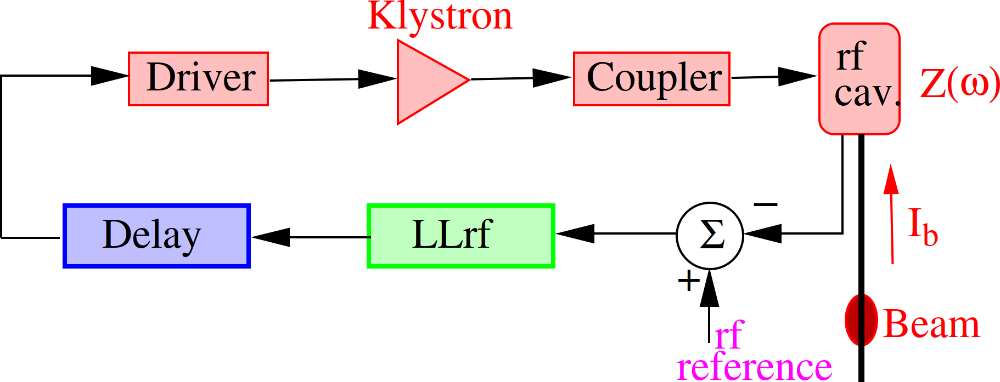 Klystron
Driver
Coupler
rf
cav.
Z(ω)
Delay
LLrf
Σ
−
+
I_b
rf
reference
Beam